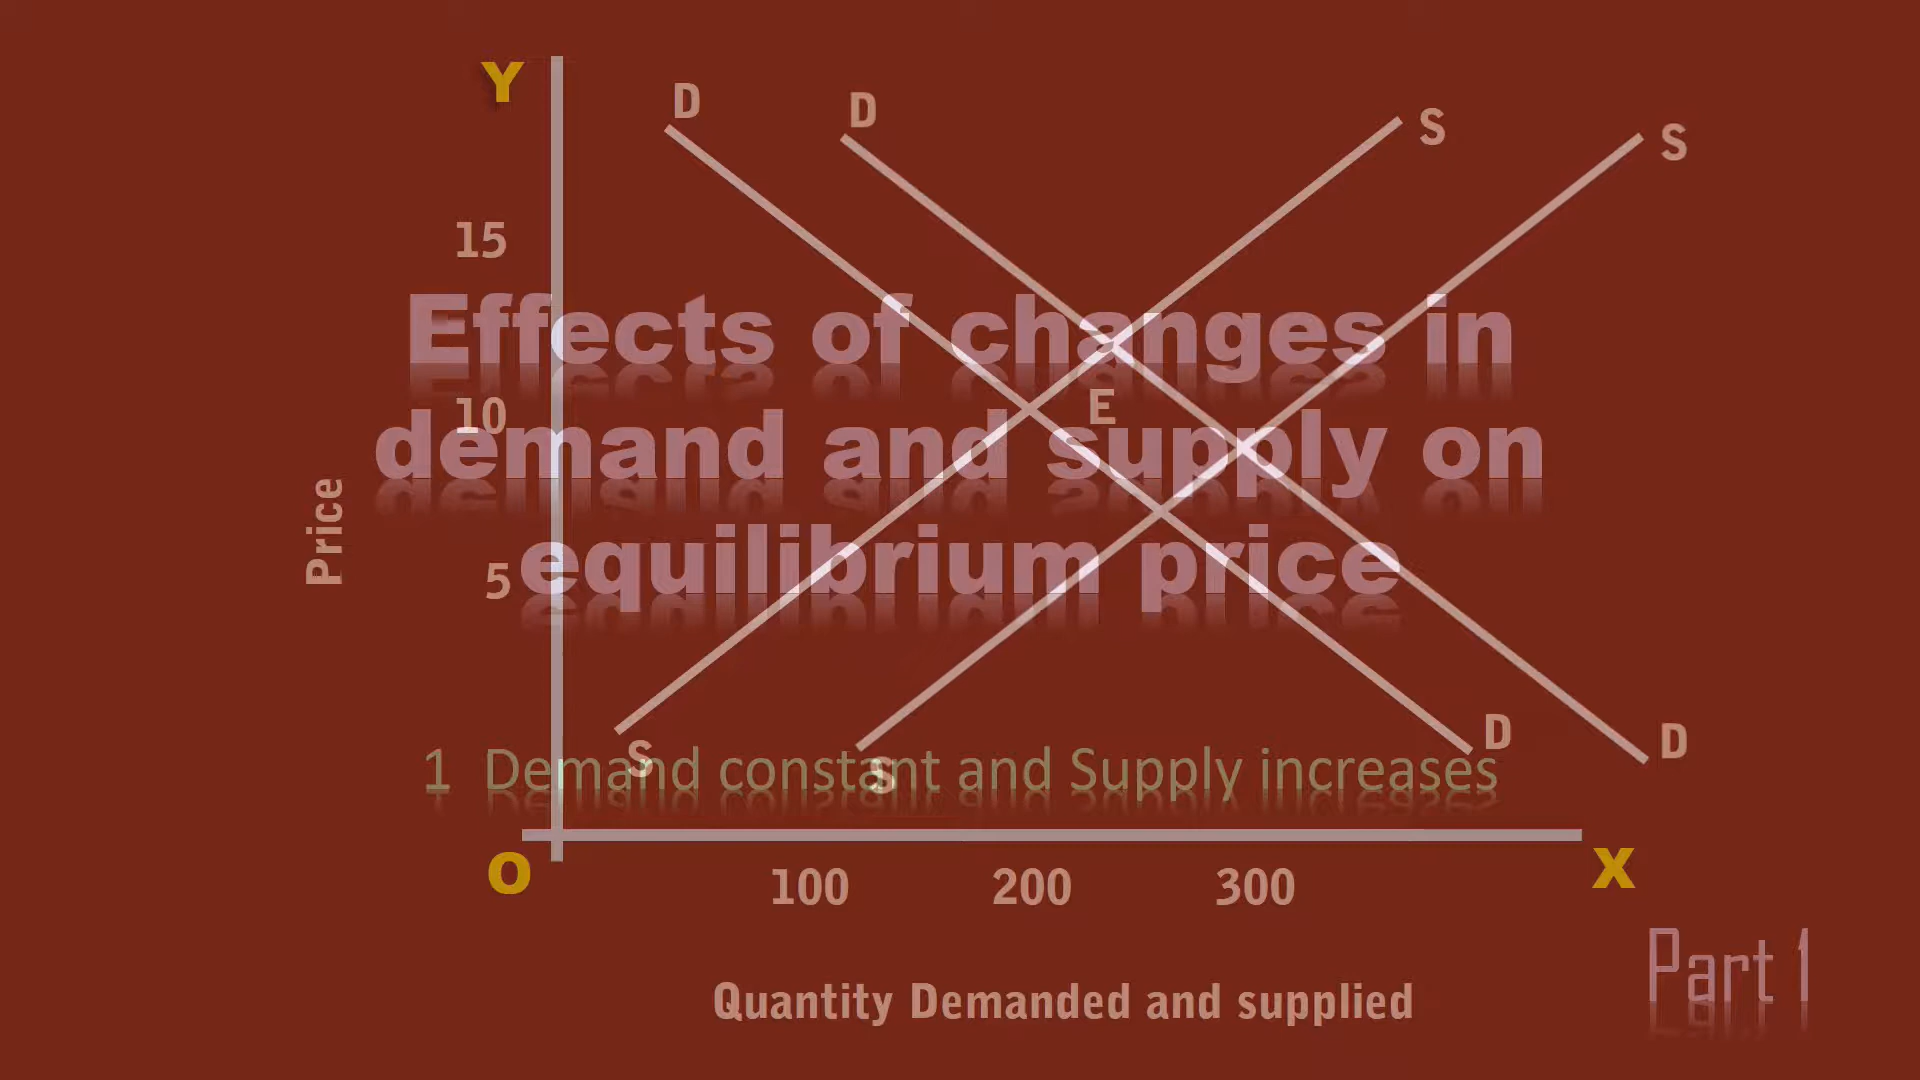 Y
D
D
S
S
15
Effects of changes in
E
10
demand and supply on
Price
5
equilibrium price
D
D
S
S
1 Demand constant and Supply increases
O
X
100 200 300
Part 1
Quantity Demanded and supplied